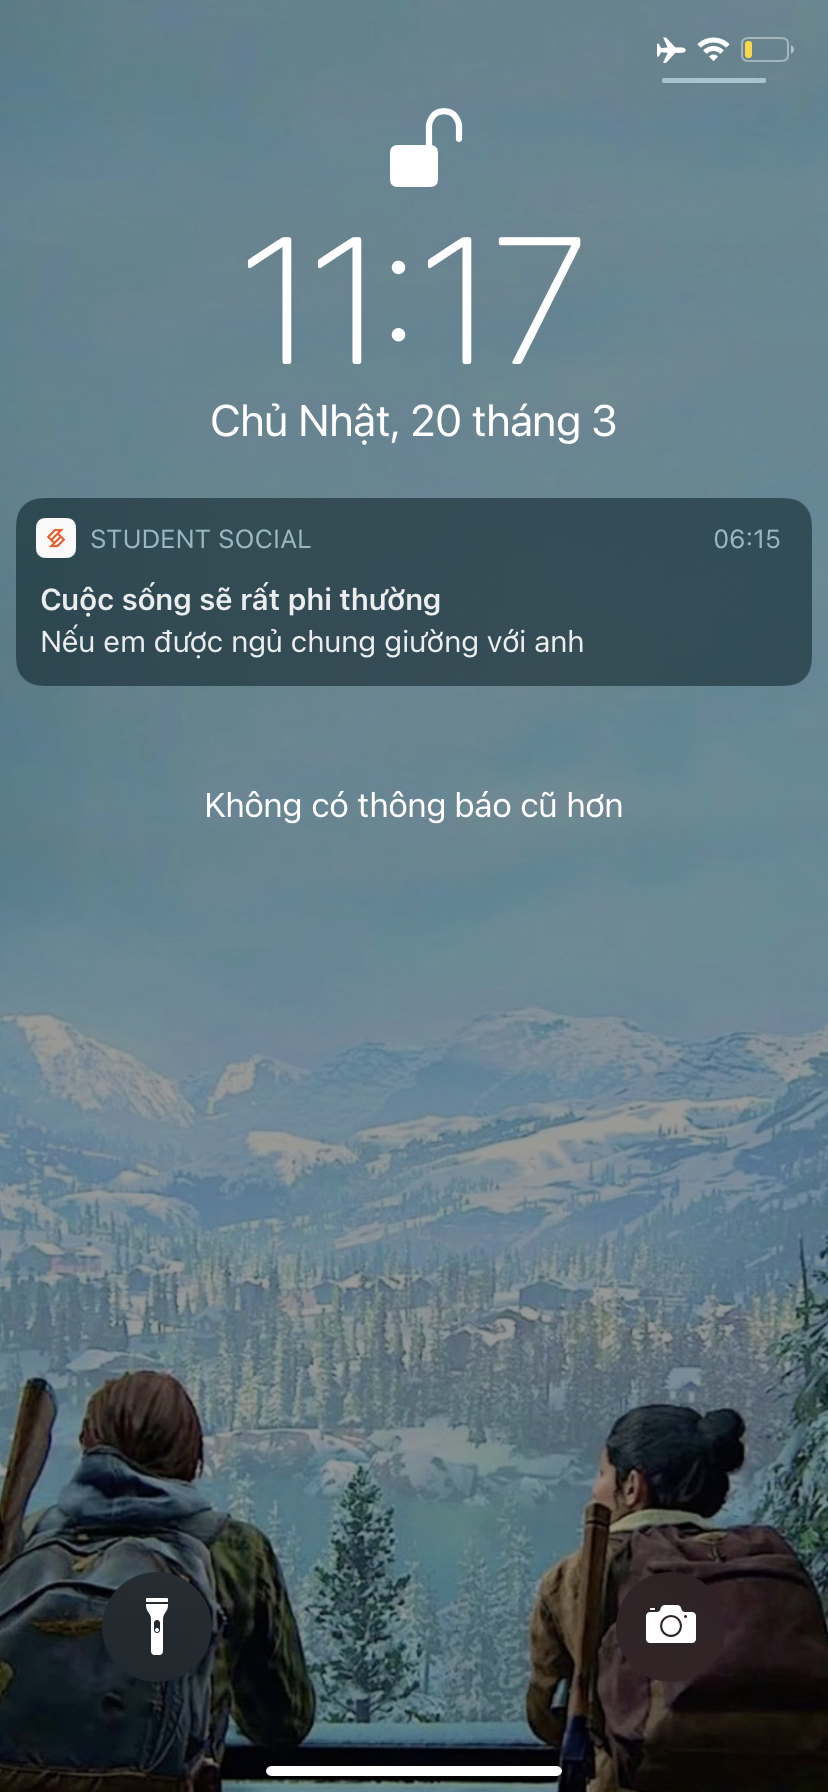 11:17
Chủ Nhật, 20 tháng 3
STUDENT SOCIAL 06:15
Cuộc sống sẽ rất phi thường
Nếu em được ngủ chung giường với anh
Không có thông báo cũ hơn